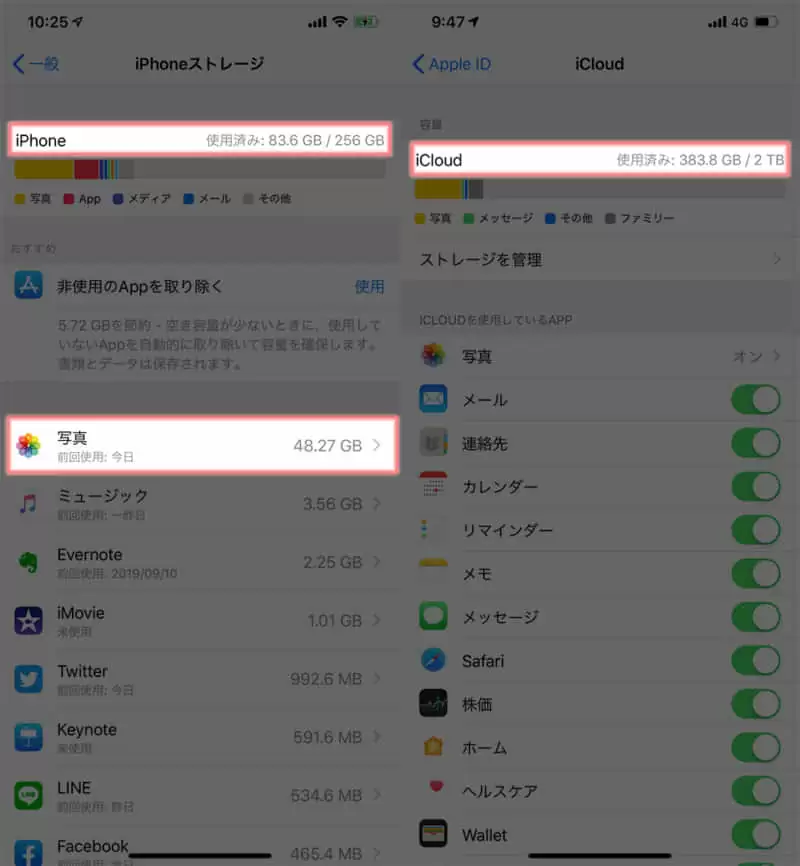 10:25
一般
iPhoneストレージ
iPhone
使用済み: 83.6 GB / 256 GB
写真
App
メディア
メール
その他
おすすめ
非使用のAppを取り除く
使用
5.72 GBを節約 - 空き容量が少ないときに、使用して
いないAppを自動的に取り除いて容量を確保します。
書類とデータは保存されます。
写真
48.27 GB
前回使用: 今日
ミュージック
3.56 GB
前回使用: 一昨日
Evernote
2.25 GB
前回使用: 2019/09/10
iMovie
1.01 GB
未使用
Twitter
992.6 MB
前回使用: 今日
Keynote
591.6 MB
未使用
LINE
534.6 MB
前回使用: 昨日
Facebook
465.4 MB
9:47
4G
Apple ID
iCloud
容量
iCloud
使用済み: 383.8 GB / 2 TB
写真
メッセージ
その他
ファミリー
ストレージを管理
ICLOUDを使用しているAPP
写真
オン
メール
連絡先
カレンダー
リマインダー
メモ
メッセージ
Safari
株価
ホーム
ヘルスケア
Wallet